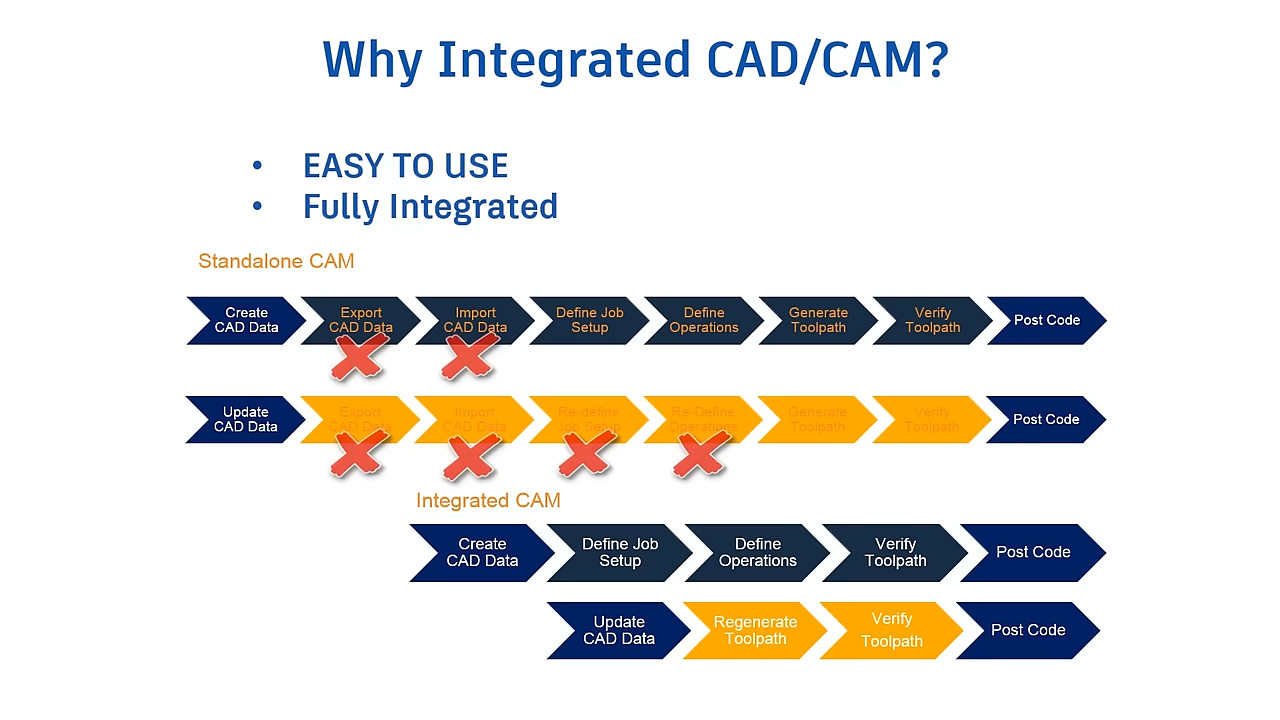 Why Integrated CAD/CAM?
• EASY TO USE
• Fully Integrated
Standalone CAM
Create
CAD Data
Export
CAD Data
Import
CAD Data
Define Job
Setup
Define
Operations
Generate
Toolpath
Verify
Toolpath
Post Code
Update
CAD Data
Export
CAD Data
Import
CAD Data
Re-define
Job Setup
Re-Define
Operations
Generate
Toolpath
Verify
Toolpath
Post Code
Integrated CAM
Create
CAD Data
Define Job
Setup
Define
Operations
Verify
Toolpath
Post Code
Update
CAD Data
Regenerate
Toolpath
Verify
Toolpath
Post Code